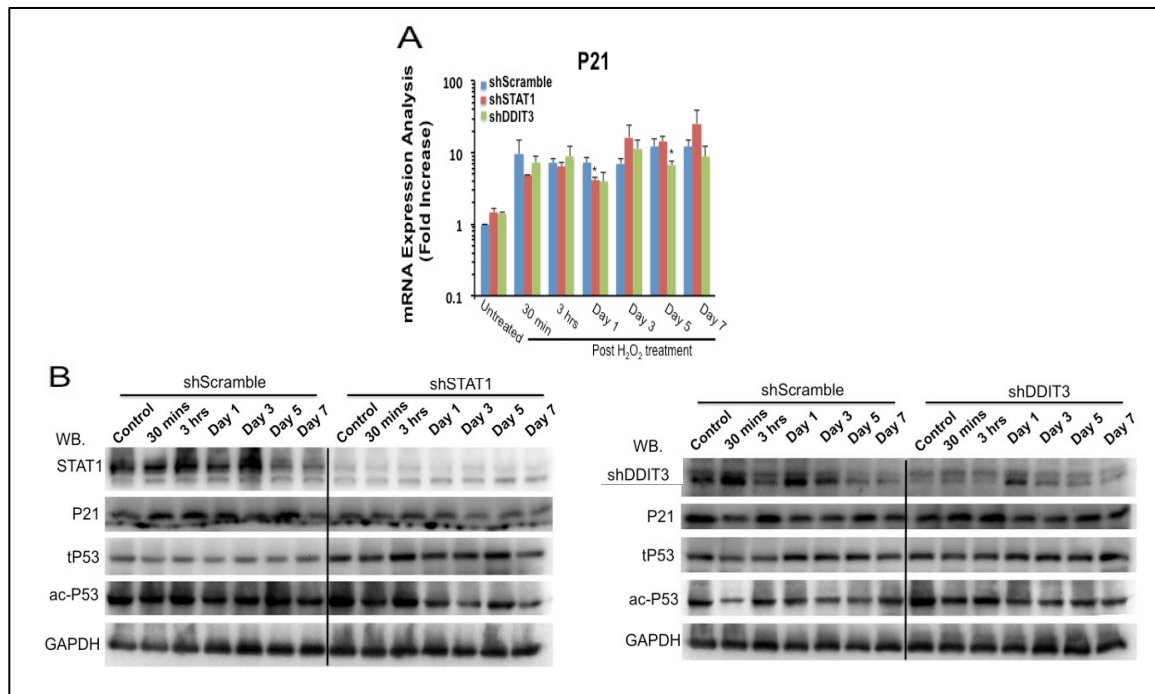 A
P21
mRNA Expression Analysis
(Fold Increase)
100
10
1
0.1
shScramble
shSTAT1
shDDIT3
*
*
Untreated
30 min
3 hrs
Day 1
Day 3
Day 5
Day 7
Post H₂O₂ treatment
B
shScramble shSTAT1
Control 30 mins 3 hrs Day 1 Day 3 Day 5 Day 7 Control 30 mins 3 hrs Day 1 Day 3 Day 5 Day 7
WB.
STAT1
P21
tP53
ac-P53
GAPDH
shScramble shDDIT3
Control 30 mins 3 hrs Day 1 Day 3 Day 5 Day 7 Control 30 mins 3 hrs Day 1 Day 3 Day 5 Day 7
WB.
shDDIT3
P21
tP53
ac-P53
GAPDH